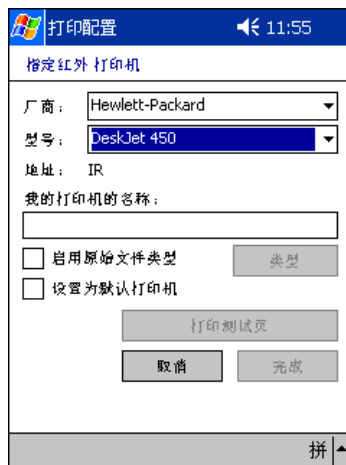 打印配置 11:55
指定红外打印机
厂商： Hewlett-Packard
型号： DeskJet 450
地址： IR
我的打印机的名称：
启用原始文件类型 类型
设置为默认打印机
打印测试页
取消 完成
拼